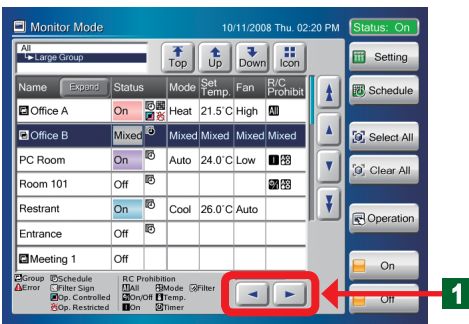 Monitor Mode 10/11/2008 Thu. 02:20 PM Status: On
All
Large Group
Top Up Down Icon
Setting
Name Expand Status Mode Set Temp. Fan R/C Prohibit
Schedule
Office A On Heat 21.5°C High All
Office B Mixed Mixed Mixed Mixed Mixed
Select All
PC Room On Auto 24.0°C Low
Clear All
Room 101 Off
Restrant On Cool 26.0°C Auto
Operation
Entrance Off
Meeting 1 Off
On
Group Schedule RC Prohibition
Error Filter Sign All Mode Filter
Op. Controlled On/Off Temp.
Op. Restricted On Timer
Off
1